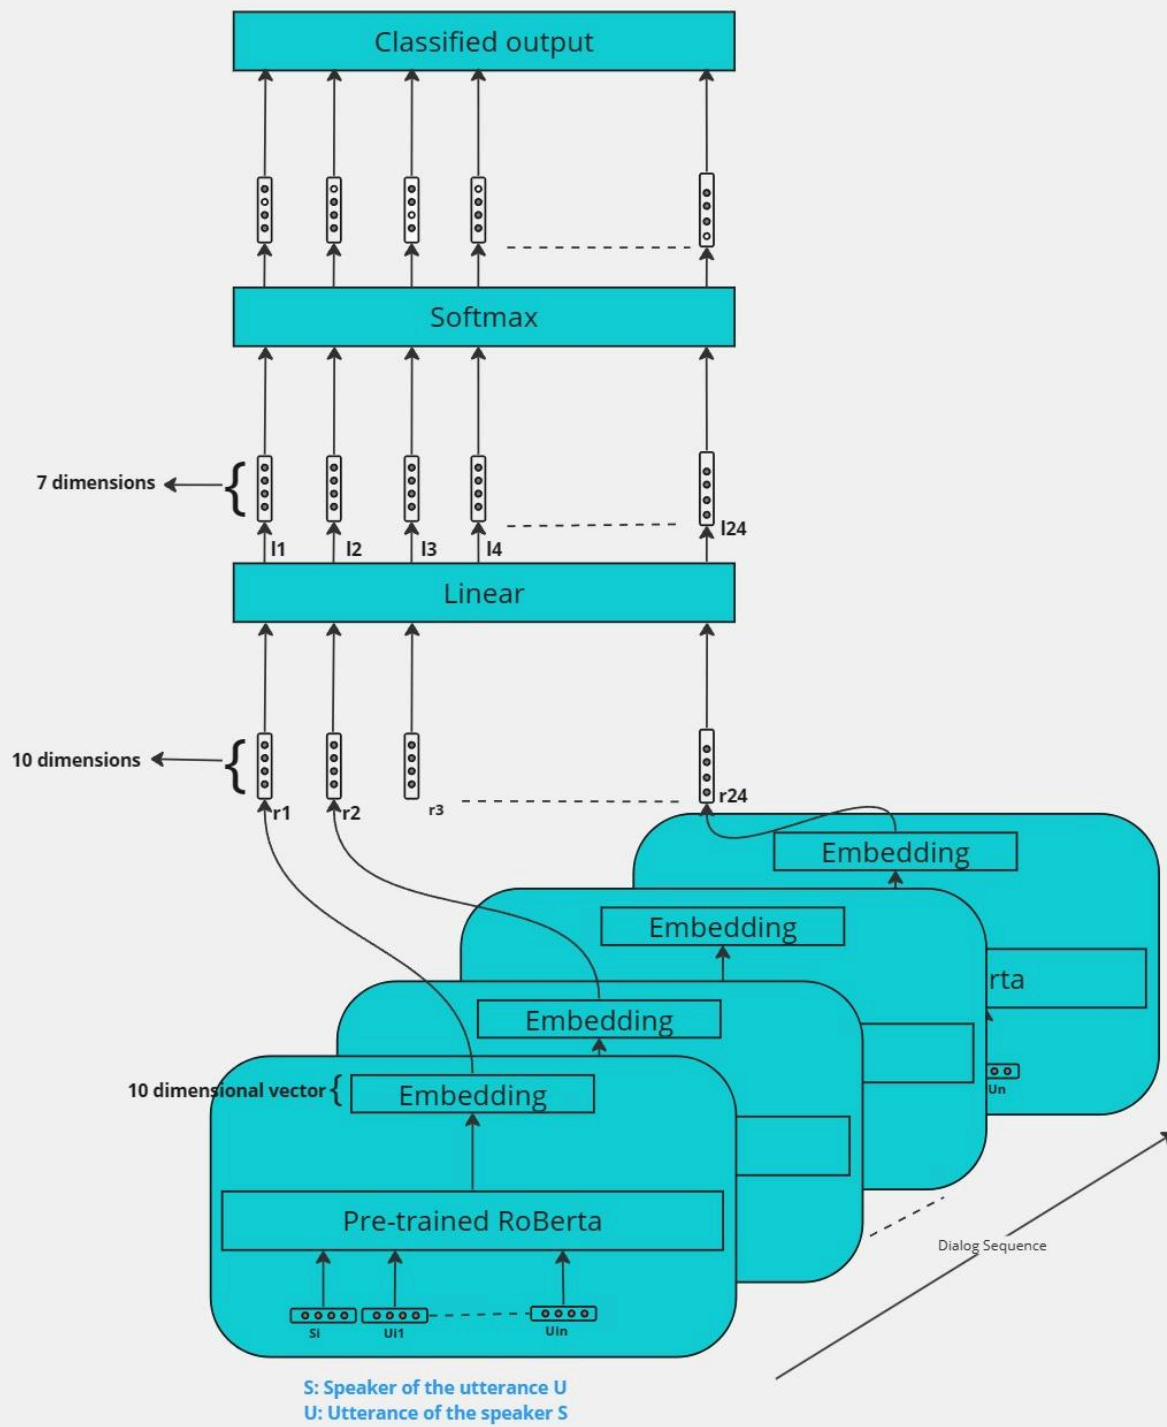 Classified output
Softmax
7 dimensions
l1
l2
l3
l4
l24
Linear
10 dimensions
r1
r2
r3
r24
Embedding
Embedding
rta
Embedding
Un
10 dimensional vector
Embedding
Pre-trained RoBerta
Dialog Sequence
Si
Ui1
Uin
S: Speaker of the utterance U
U: Utterance of the speaker S